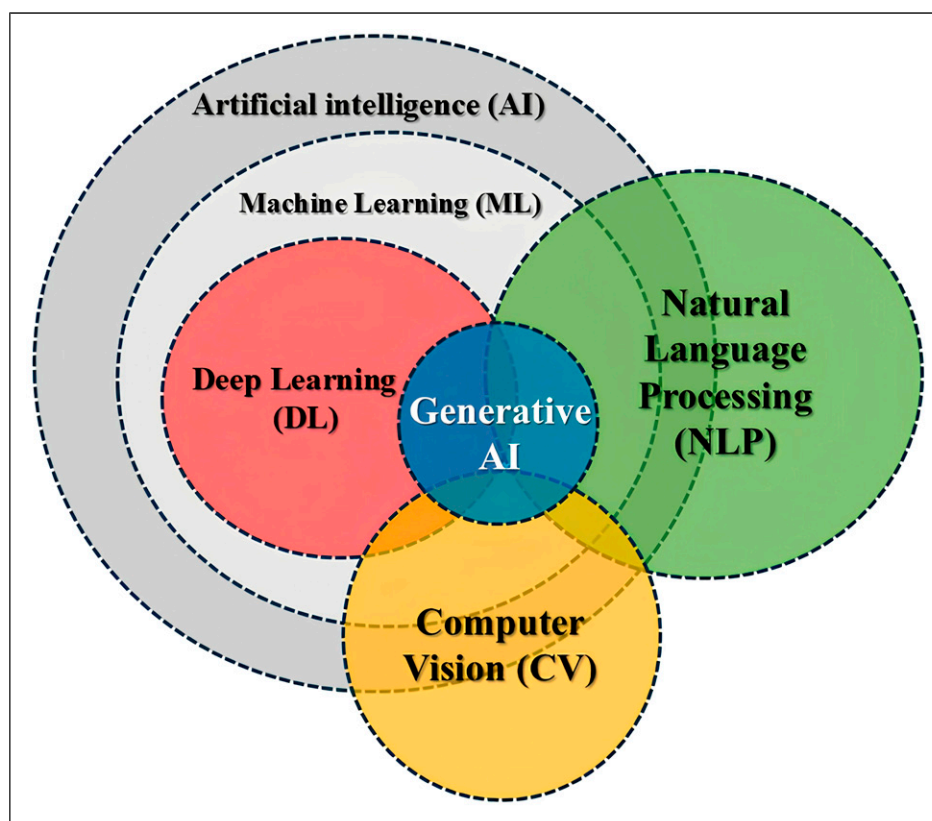 Artificial intelligence (AI)
Machine Learning (ML)
Deep Learning
(DL)
Generative
AI
Natural
Language
Processing
(NLP)
Computer
Vision (CV)